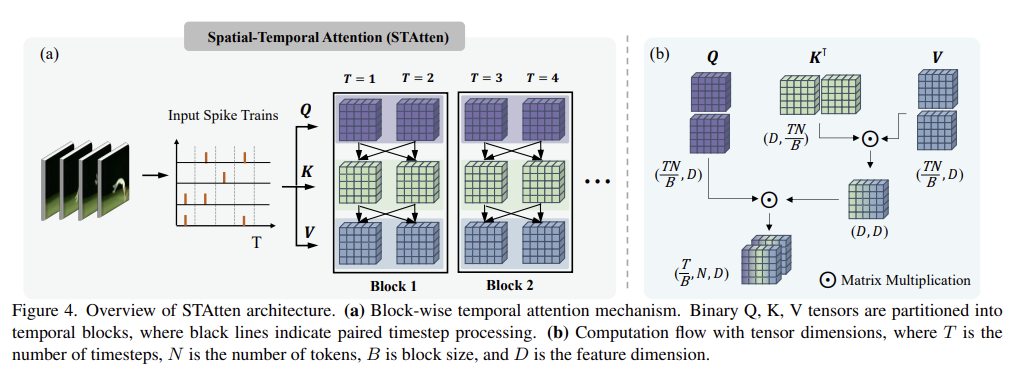 Spatial-Temporal Attention (STAtten)
(a)
Input Spike Trains
T
Q
K
V
T = 1 T = 2 T = 3 T = 4
...
Block 1 Block 2
(b)
Q K⊤ V
(D, TN/B)
(TN/B, D) (TN/B, D)
(D, D)
(T/B, N, D)
⊙ Matrix Multiplication
Figure 4. Overview of STAtten architecture. (a) Block-wise temporal attention mechanism. Binary Q, K, V tensors are partitioned into
temporal blocks, where black lines indicate paired timestep processing. (b) Computation flow with tensor dimensions, where T is the
number of timesteps, N is the number of tokens, B is block size, and D is the feature dimension.